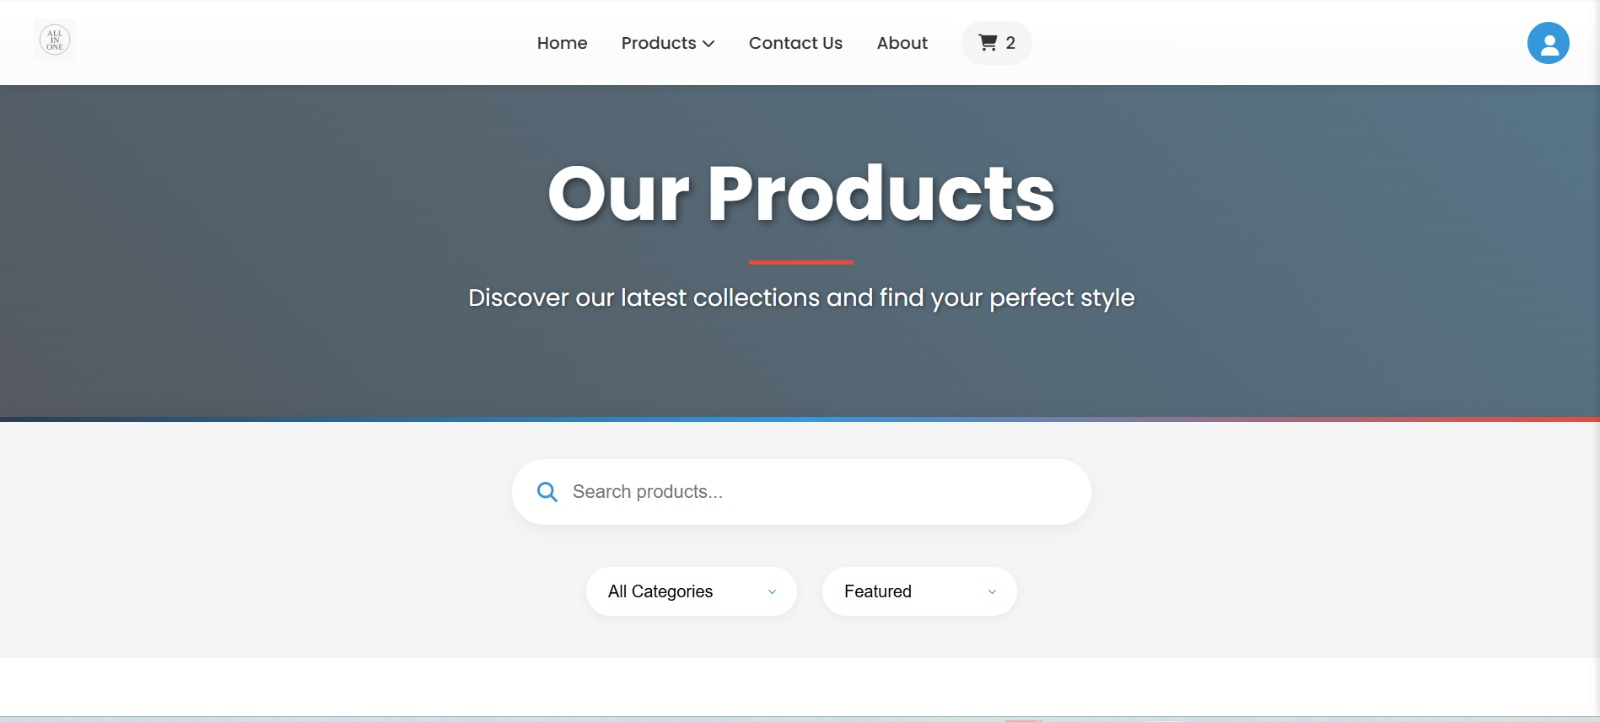 ALL
IN
ONE
Home Products Contact Us About 2
Our Products
Discover our latest collections and find your perfect style
Search products...
All Categories Featured